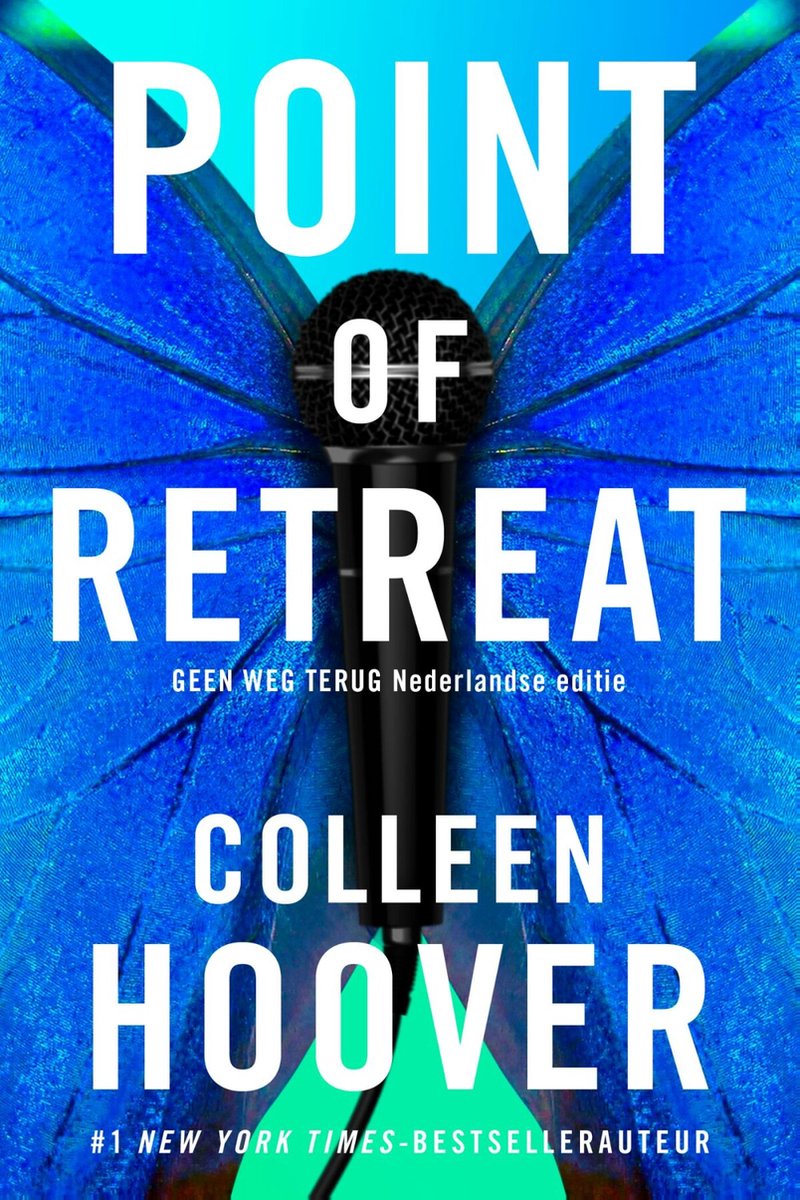 POINT
OF
RETREAT
GEEN WEG TERUG Nederlandse editie
COLLEEN
HOOVER
#1 NEW YORK TIMES-BESTSELLERAUTEUR